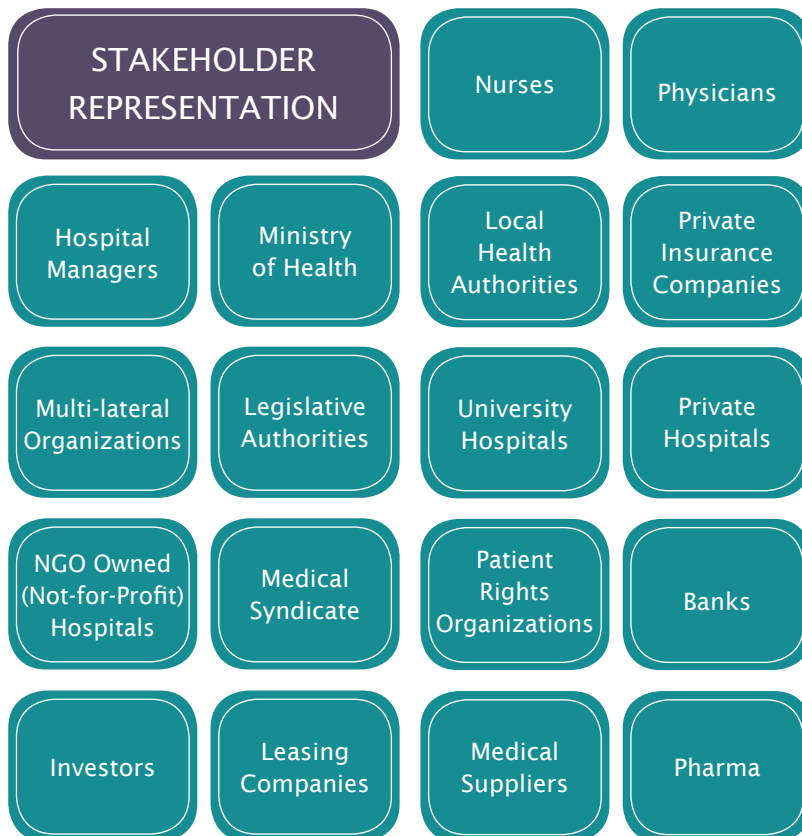 STAKEHOLDER
REPRESENTATION
Nurses
Physicians
Hospital
Managers
Ministry
of Health
Local
Health
Authorities
Private
Insurance
Companies
Multi-lateral
Organizations
Legislative
Authorities
University
Hospitals
Private
Hospitals
NGO Owned
(Not-for-Profit)
Hospitals
Medical
Syndicate
Patient
Rights
Organizations
Banks
Investors
Leasing
Companies
Medical
Suppliers
Pharma